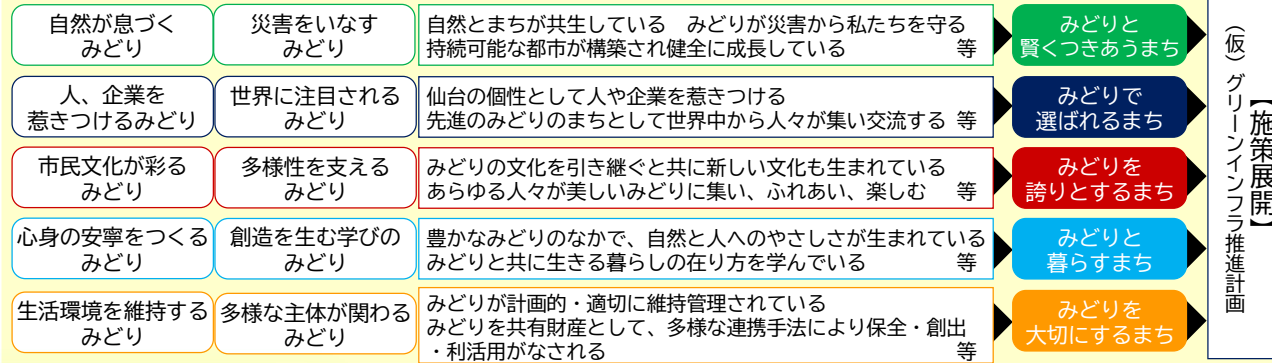 自然が息づく
みどり
災害をいなす
みどり
自然とまちが共生している　みどりが災害から私たちを守る
持続可能な都市が構築され健全に成長している　等
みどりと
賢くつきあうまち
人、企業を
惹きつけるみどり
世界に注目される
みどり
仙台の個性として人や企業を惹きつける
先進のみどりのまちとして世界中から人々が集い交流する 等
みどりで
選ばれるまち
市民文化が彩る
みどり
多様性を支える
みどり
みどりの文化を引き継ぐと共に新しい文化も生まれている
あらゆる人々が美しいみどりに集い、ふれあい、楽しむ　等
みどりを
誇りとするまち
心身の安寧をつくる
みどり
創造を生む学びの
みどり
豊かなみどりのなかで、自然と人へのやさしさが生まれている
みどりと共に生きる暮らしの在り方を学んでいる　等
みどりと
暮らすまち
生活環境を維持する
みどり
多様な主体が関わる
みどり
みどりが計画的・適切に維持管理されている
みどりを共有財産として、多様な連携手法により保全・創出
・利活用がなされる　等
みどりを
大切にするまち
【施策展開】
（仮）グリーンインフラ推進計画